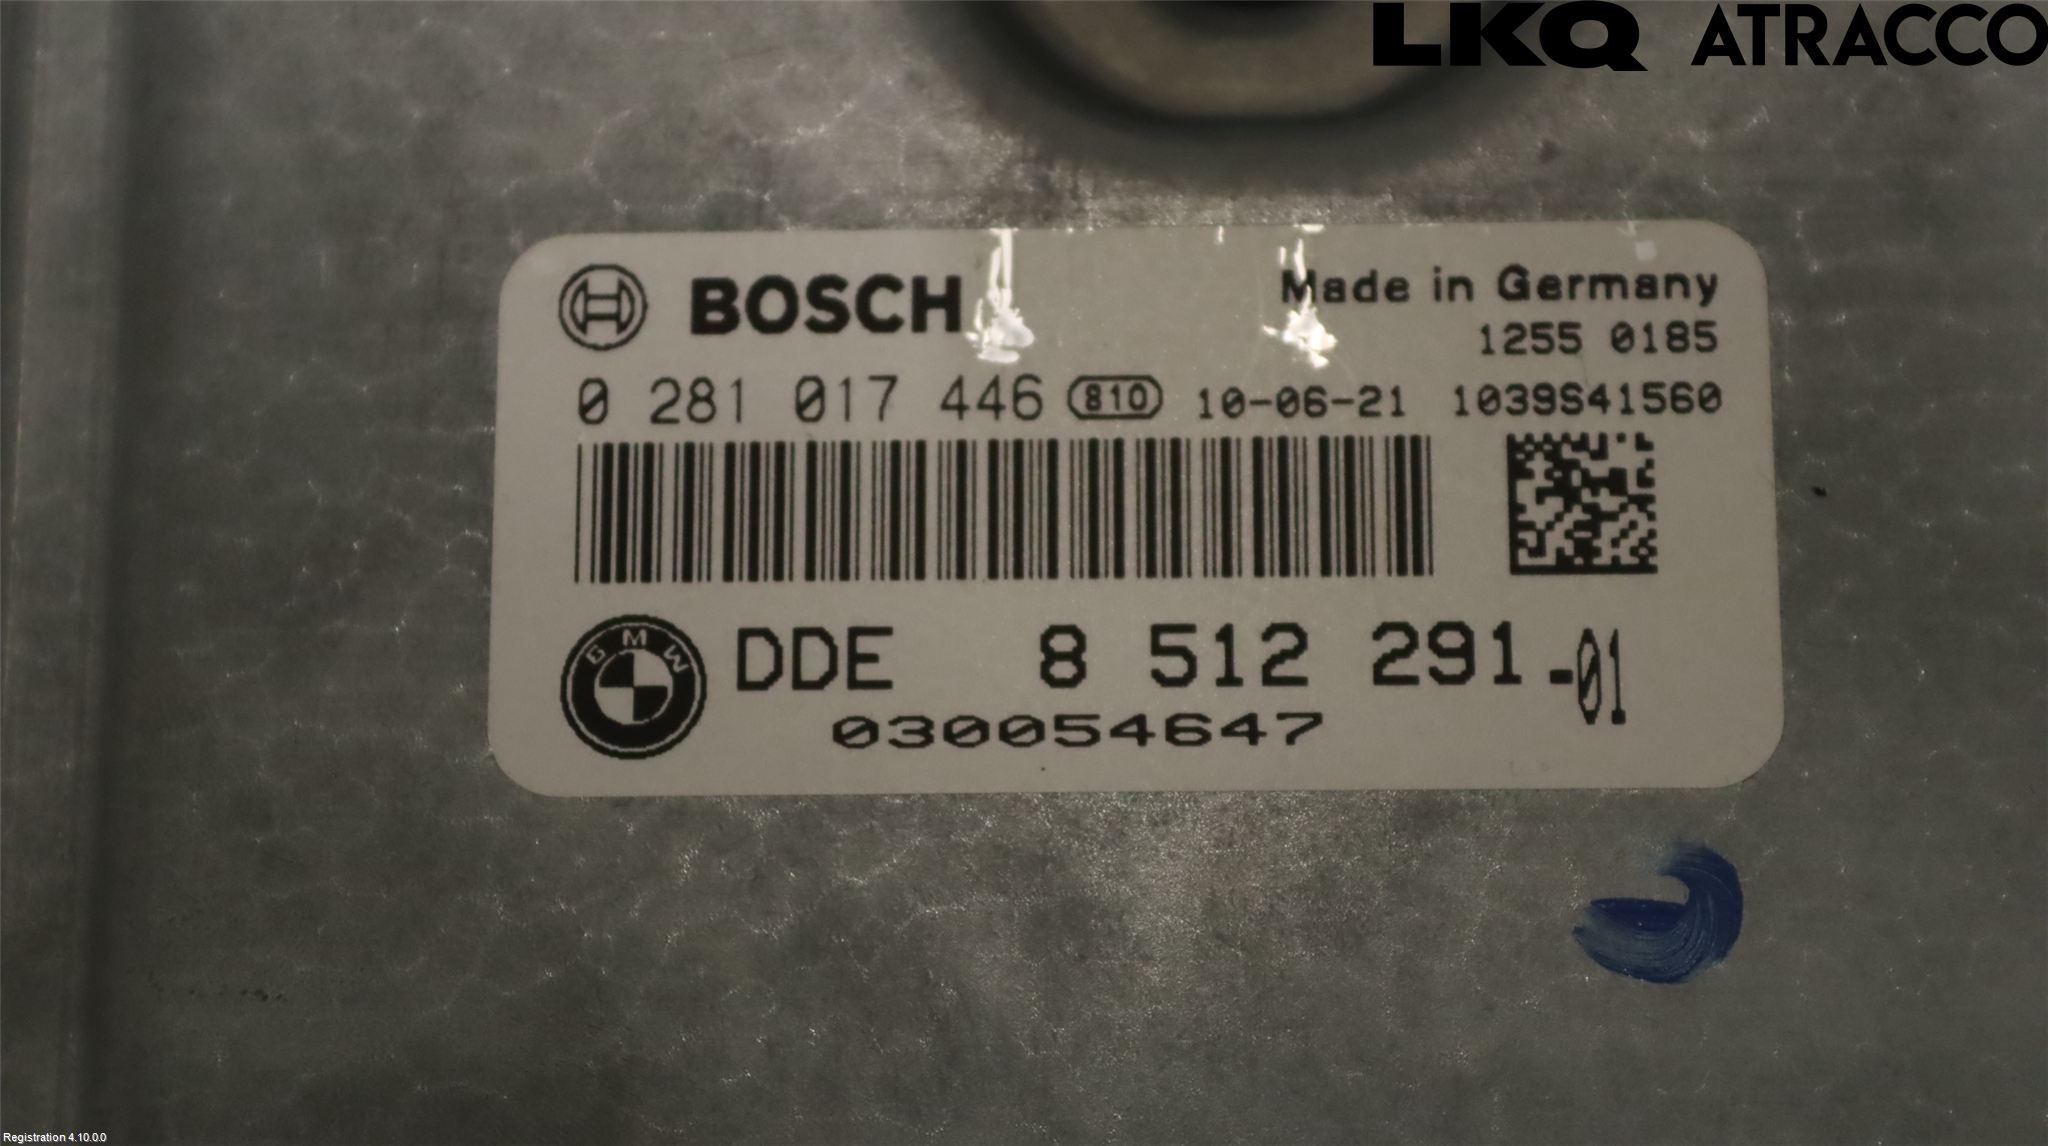 LKQ ATRACCO
BOSCH
Made in Germany
1255 0185
0 281 017 446 810 10-06-21 1039S41560
BMW
DDE 8 512 291-01
030054647
Registration 4.10.0.0